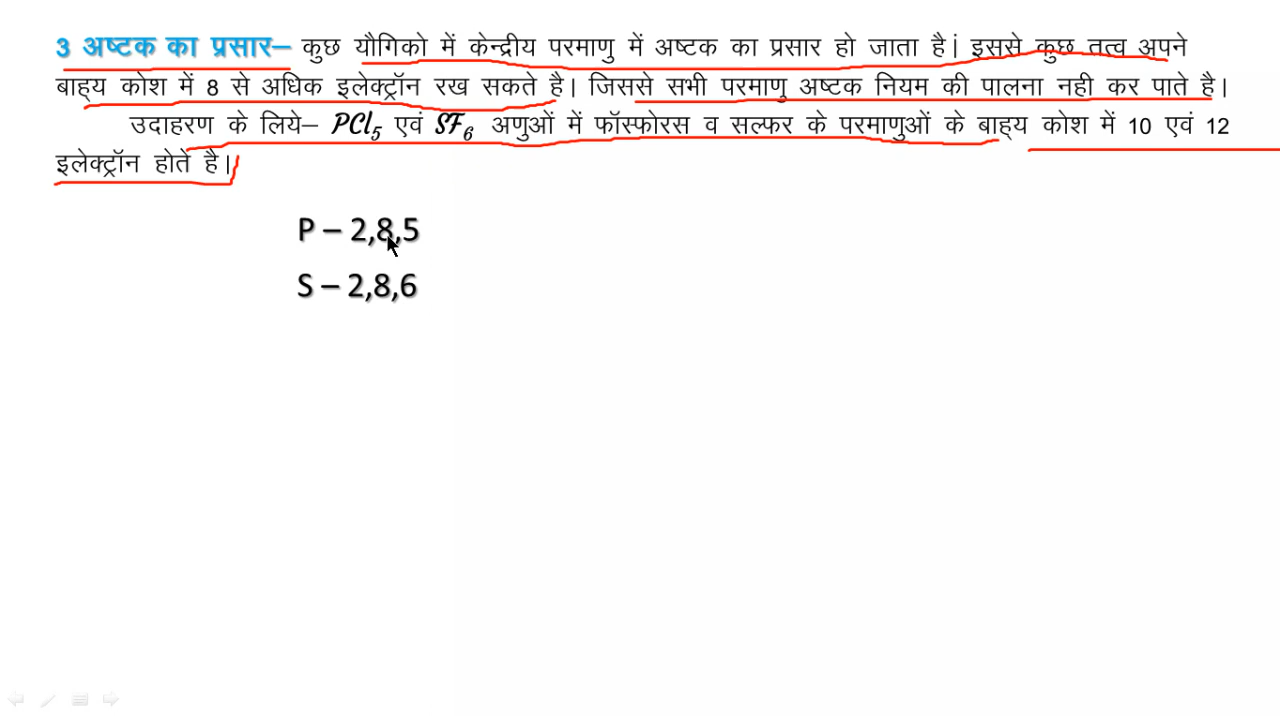 3 अष्टक का प्रसार– कुछ यौगिको में केन्द्रीय परमाणु में अष्टक का प्रसार हो जाता है। इससे कुछ तत्व अपने
बाह्य कोश में 8 से अधिक इलेक्ट्रॉन रख सकते है। जिससे सभी परमाणु अष्टक नियम की पालना नही कर पाते है।
उदाहरण के लिये– PCl₅ एवं SF₆ अणुओं में फॉस्फोरस व सल्फर के परमाणुओं के बाह्य कोश में 10 एवं 12
इलेक्ट्रॉन होते है।
P – 2,8,5
S – 2,8,6